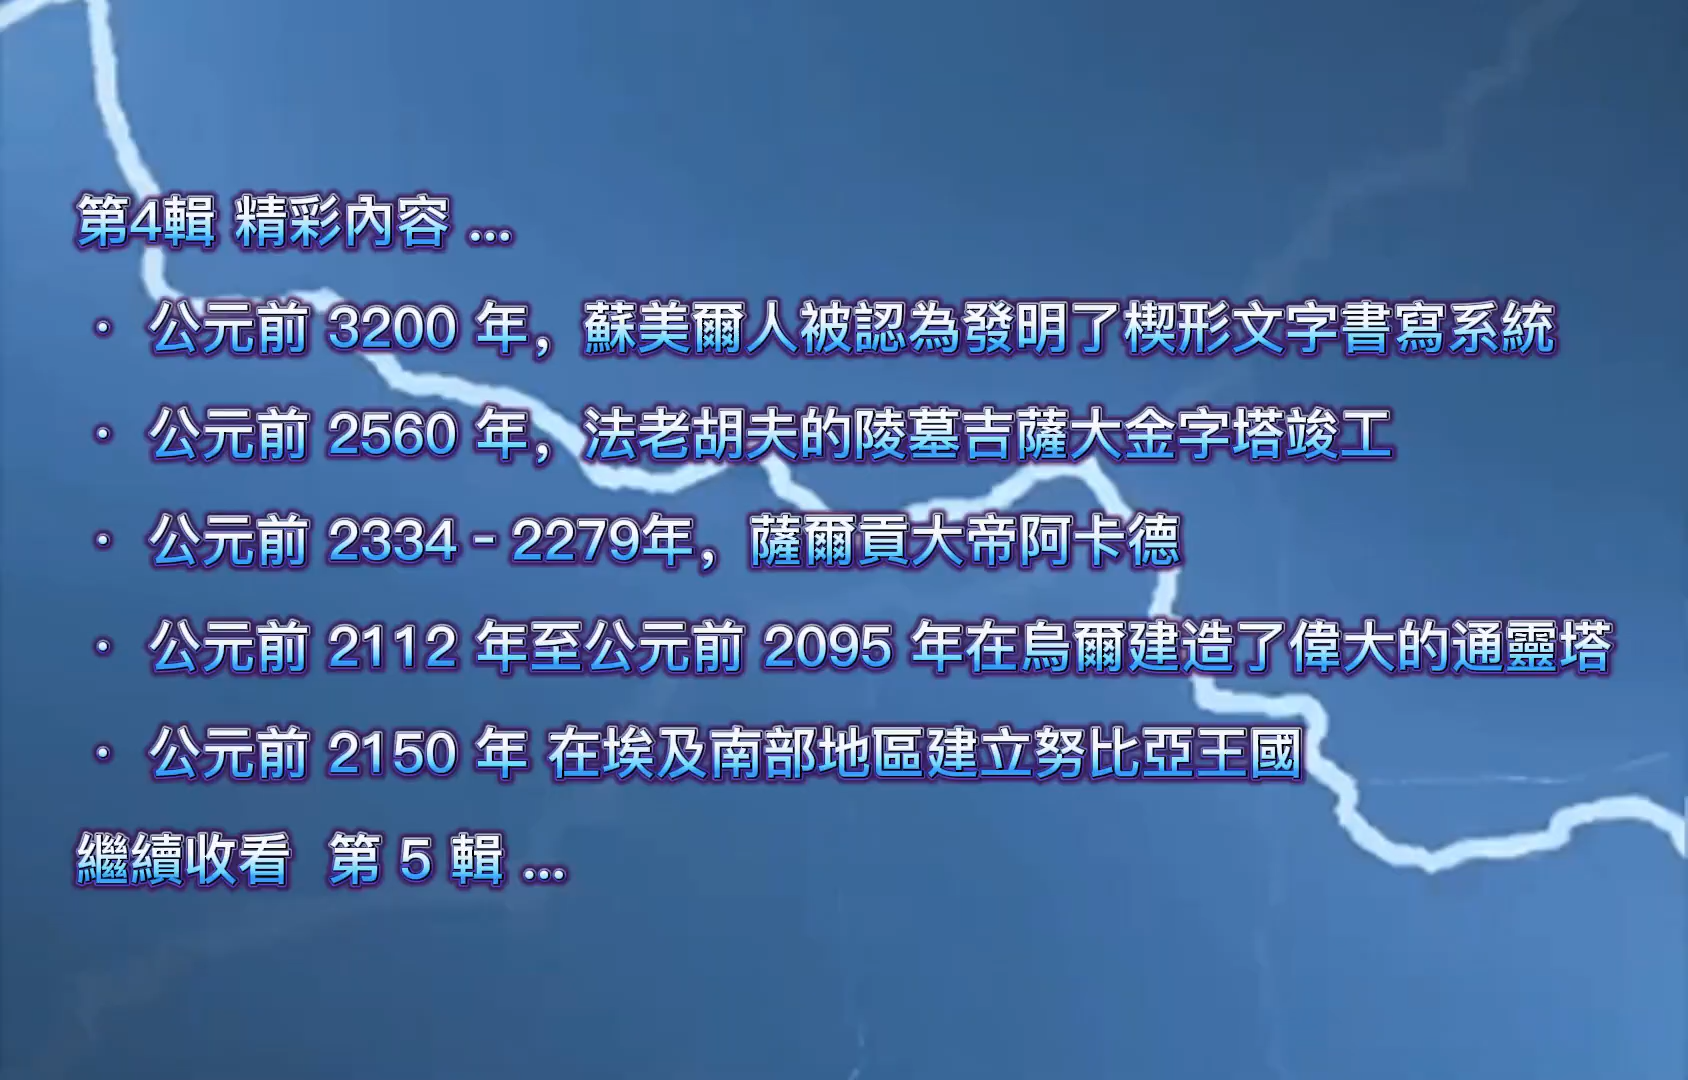 第4輯 精彩內容 ...
· 公元前 3200 年，蘇美爾人被認為發明了楔形文字書寫系統
· 公元前 2560 年，法老胡夫的陵墓吉薩大金字塔竣工
· 公元前 2334 - 2279年，薩爾貢大帝阿卡德
· 公元前 2112 年至公元前 2095 年在烏爾建造了偉大的通靈塔
· 公元前 2150 年 在埃及南部地區建立努比亞王國
繼續收看 第 5 輯 ...